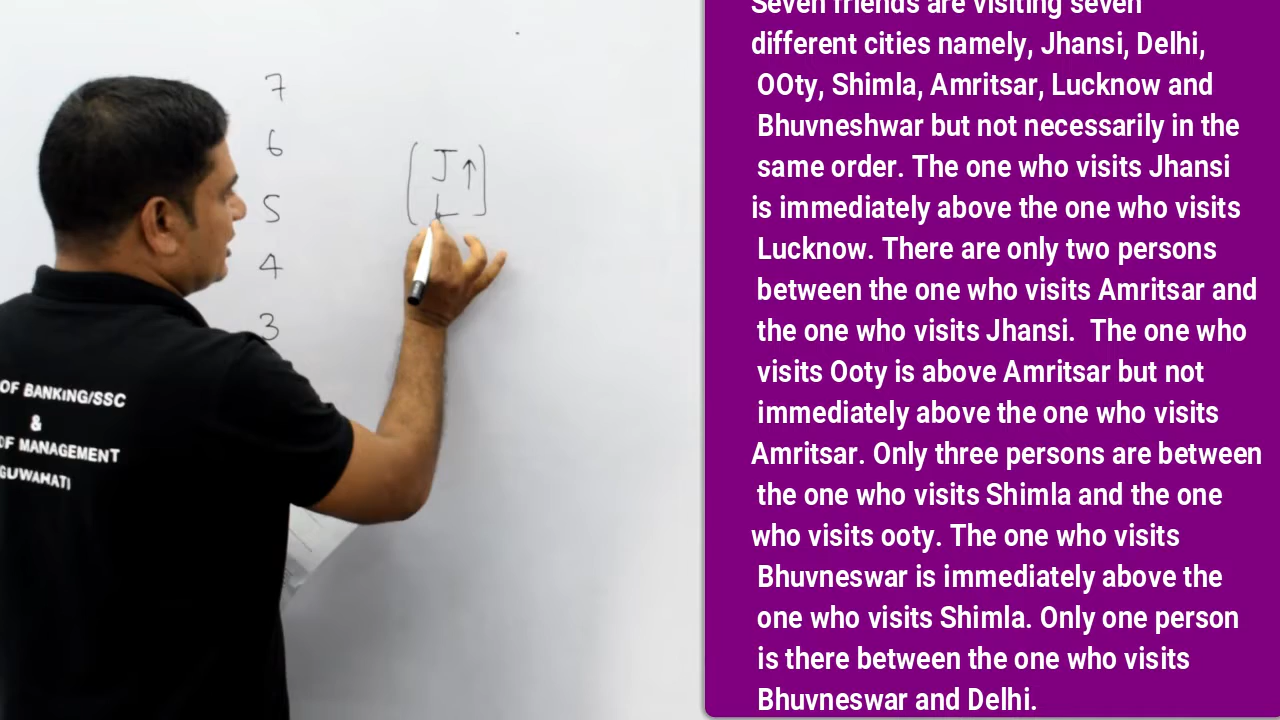 Seven friends are visiting seven
different cities namely, Jhansi, Delhi,
OOty, Shimla, Amritsar, Lucknow and
Bhuvneshwar but not necessarily in the
same order. The one who visits Jhansi
is immediately above the one who visits
Lucknow. There are only two persons
between the one who visits Amritsar and
the one who visits Jhansi.  The one who
visits Ooty is above Amritsar but not
immediately above the one who visits
Amritsar. Only three persons are between
the one who visits Shimla and the one
who visits ooty. The one who visits
Bhuvneswar is immediately above the
one who visits Shimla. Only one person
is there between the one who visits
Bhuvneswar and Delhi.
7
6
5
4
3
J↑
L
OF BANKING/SSC
&
OF MANAGEMENT
GUWAHATI